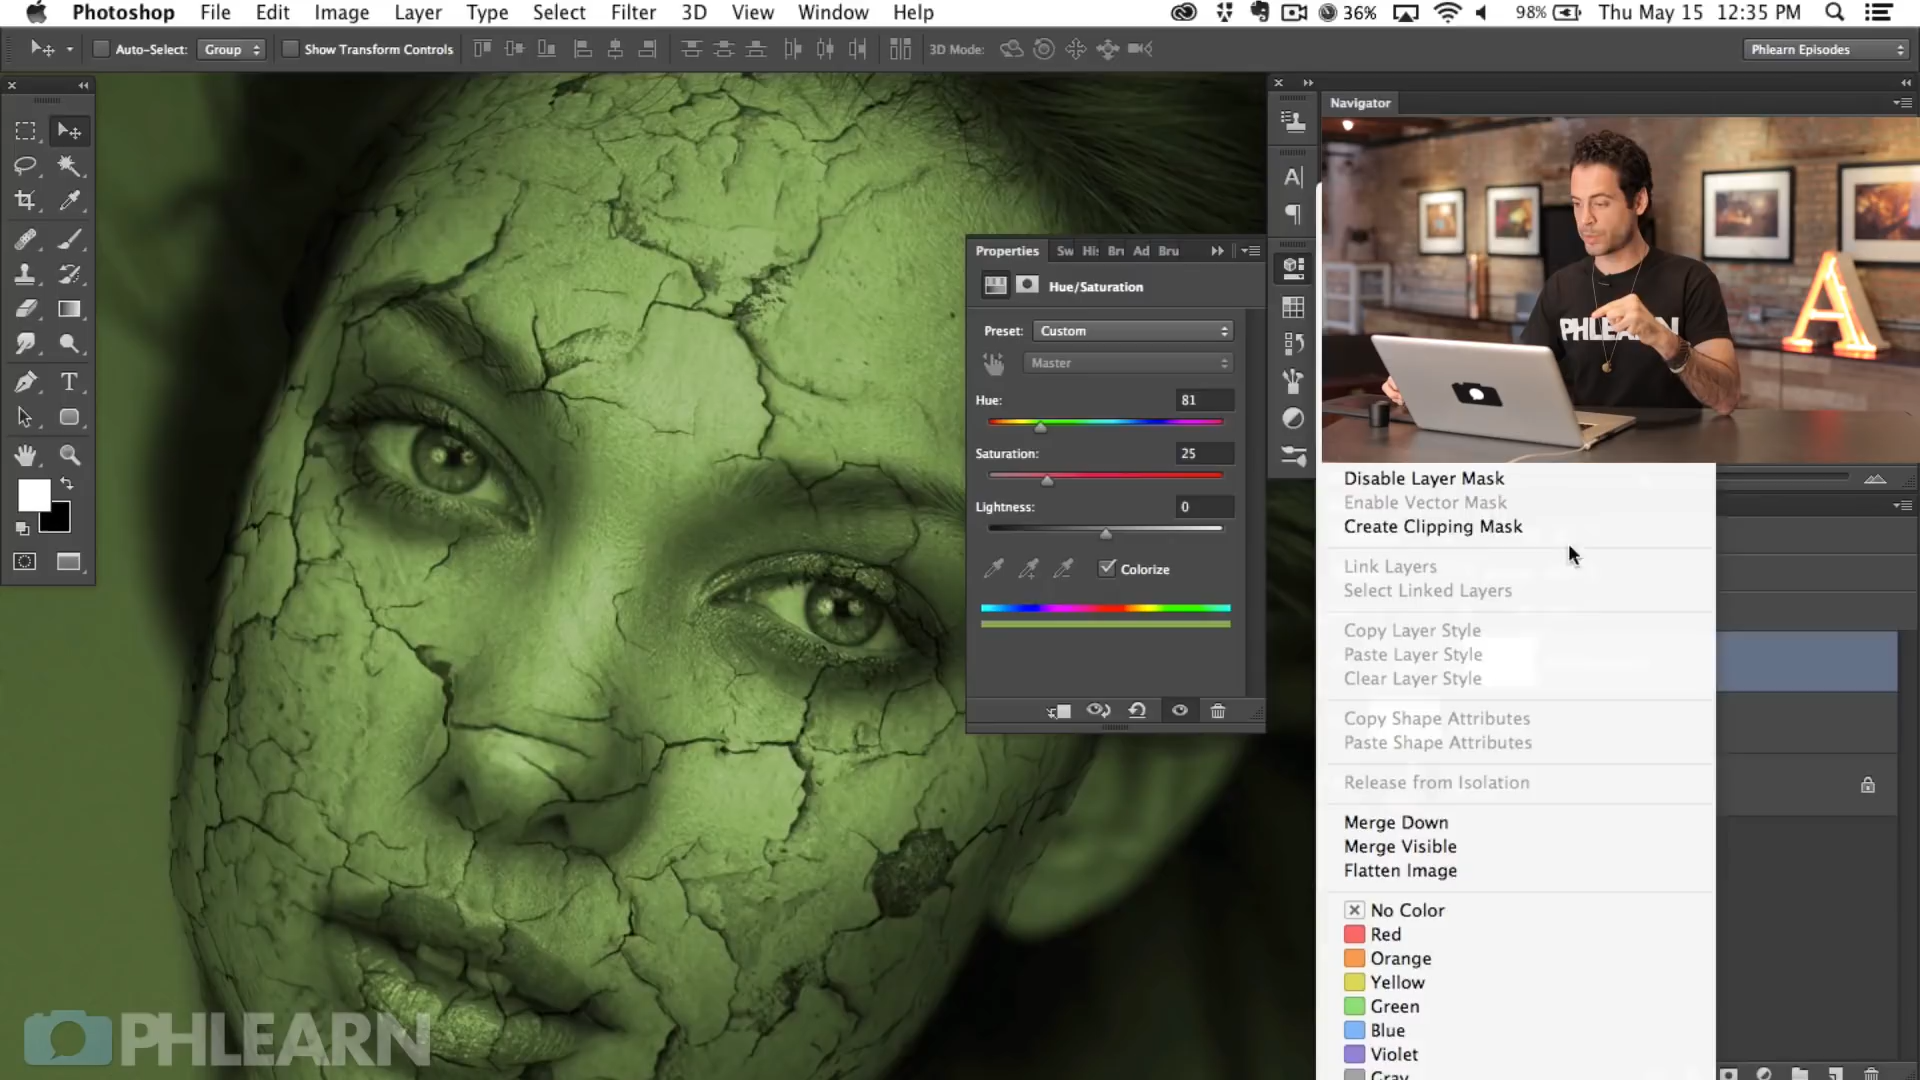 Photoshop File Edit Image Layer Type Select Filter 3D View Window Help 36% 98% Thu May 15 12:35 PM
Auto-Select: Group Show Transform Controls 3D Mode: Phlearn Episodes
Navigator
Properties Sw His Bru Ad Bru
Hue/Saturation
Preset: Custom
Master
Hue: 81
Saturation: 25
Lightness: 0
Colorize
PHLEARN
A
Disable Layer Mask
Enable Vector Mask
Create Clipping Mask
Link Layers
Select Linked Layers
Copy Layer Style
Paste Layer Style
Clear Layer Style
Copy Shape Attributes
Paste Shape Attributes
Release from Isolation
Merge Down
Merge Visible
Flatten Image
No Color
Red
Orange
Yellow
Green
Blue
Violet
Gray
PHLEARN